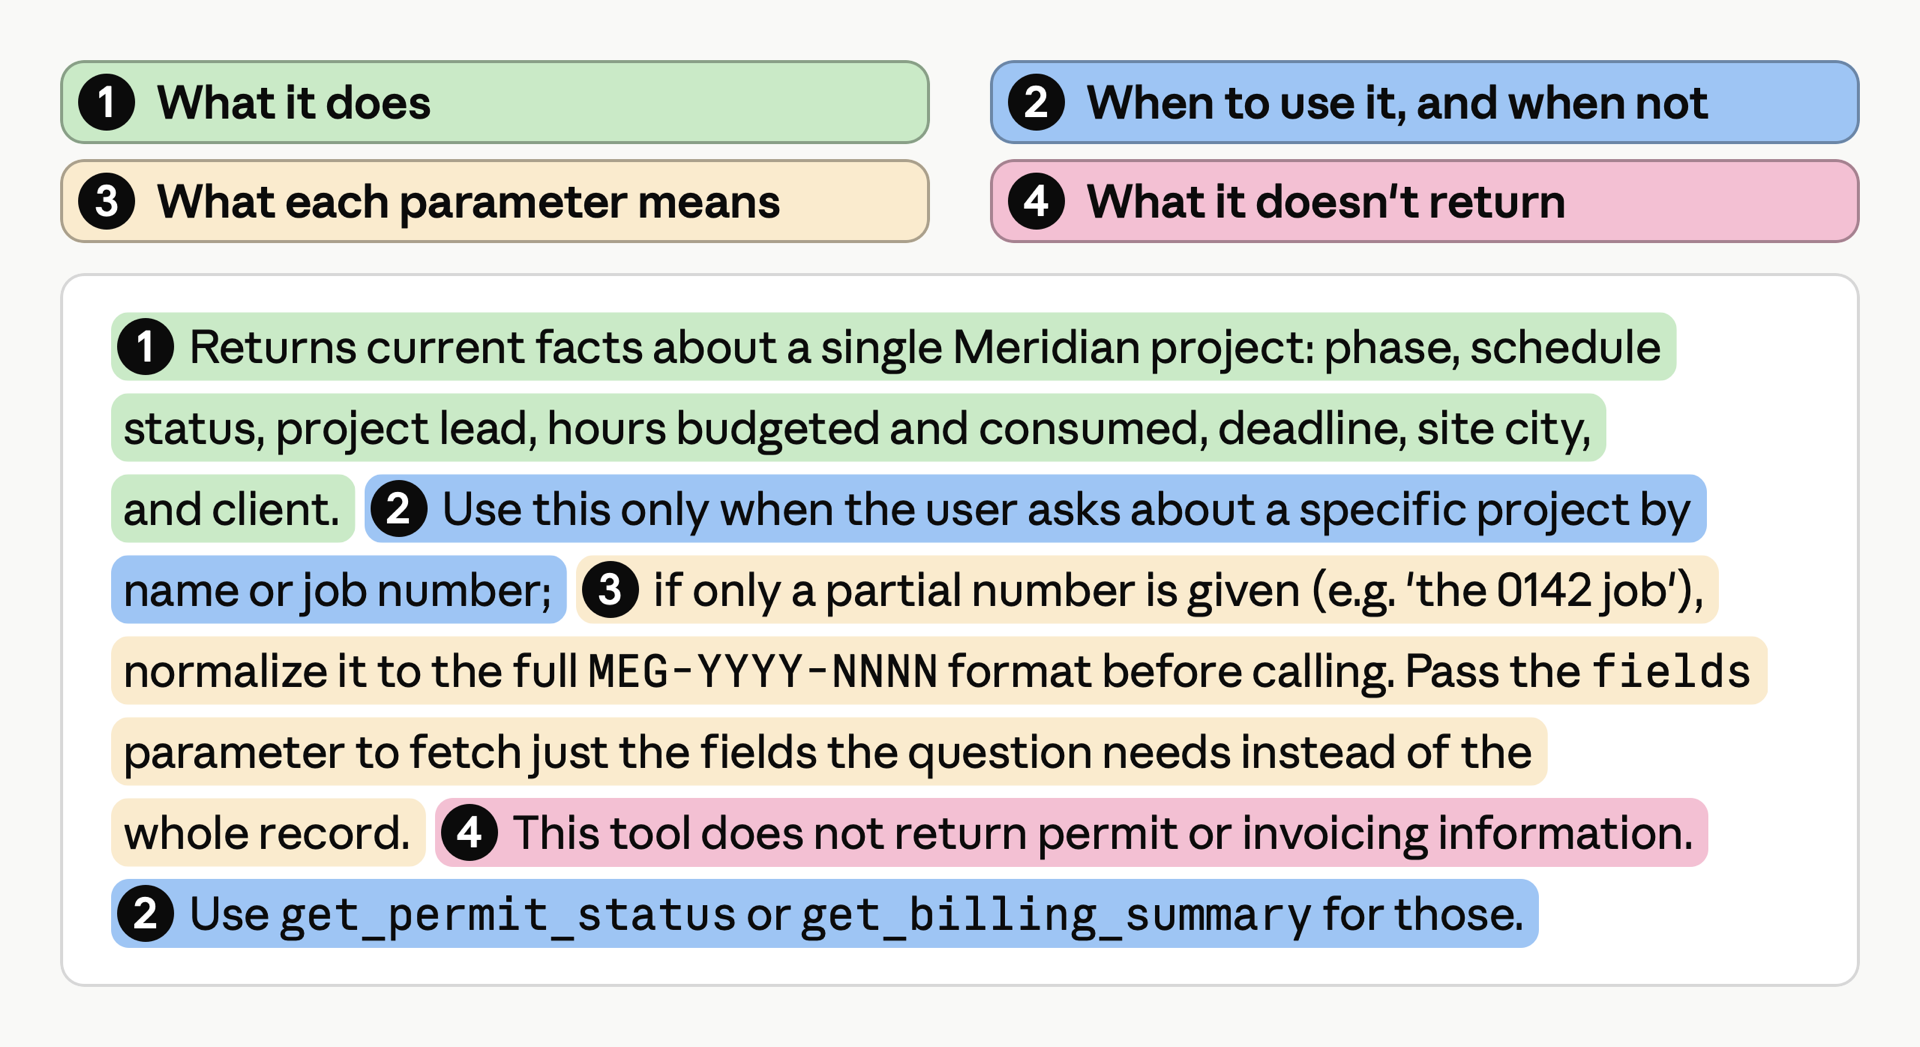 1 What it does
2 When to use it, and when not
3 What each parameter means
4 What it doesn't return
1 Returns current facts about a single Meridian project: phase, schedule
status, project lead, hours budgeted and consumed, deadline, site city,
and client. 2 Use this only when the user asks about a specific project by
name or job number; 3 if only a partial number is given (e.g. 'the 0142 job'),
normalize it to the full MEG-YYYY-NNNN format before calling. Pass the fields
parameter to fetch just the fields the question needs instead of the
whole record. 4 This tool does not return permit or invoicing information.
2 Use get_permit_status or get_billing_summary for those.